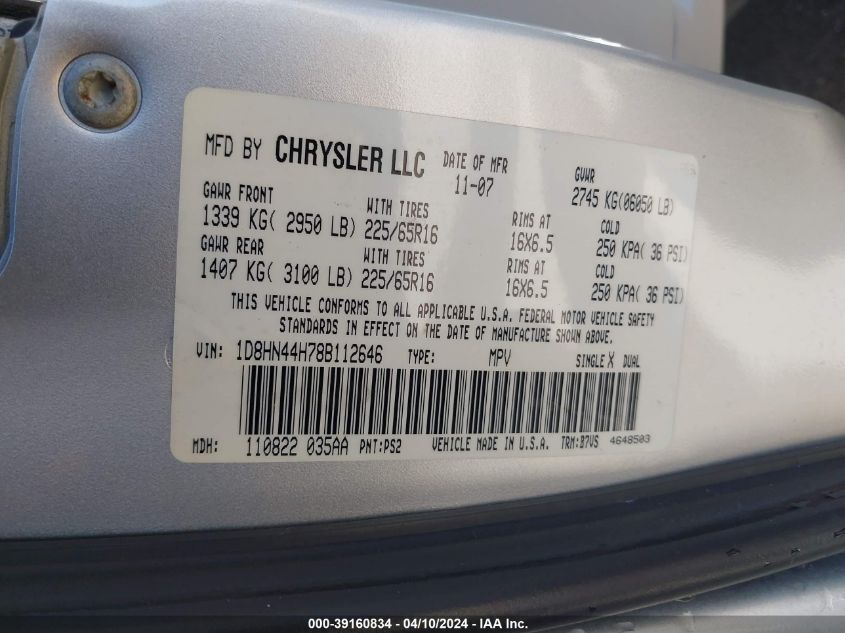 MFD BY CHRYSLER LLC DATE OF MFR 11-07 GVWR 2745 KG(06050 LB)
GAWR FRONT WITH TIRES RIMS AT COLD
1339 KG( 2950 LB) 225/65R16 16X6.5 250 KPA( 36 PSI)
GAWR REAR WITH TIRES RIMS AT COLD
1407 KG( 3100 LB) 225/65R16 16X6.5 250 KPA( 36 PSI)
THIS VEHICLE CONFORMS TO ALL APPLICABLE U.S.A. FEDERAL MOTOR VEHICLE SAFETY
STANDARDS IN EFFECT ON THE DATE OF MANUFACTURE SHOWN ABOVE.
VIN: 1D8HN44H78B112646 TYPE: MPV SINGLE X DUAL
MDH: 110822 035AA PNT:PS2 VEHICLE MADE IN U.S.A. TRM:B7VS 4648503
000-39160834 - 04/10/2024 - IAA, Inc.